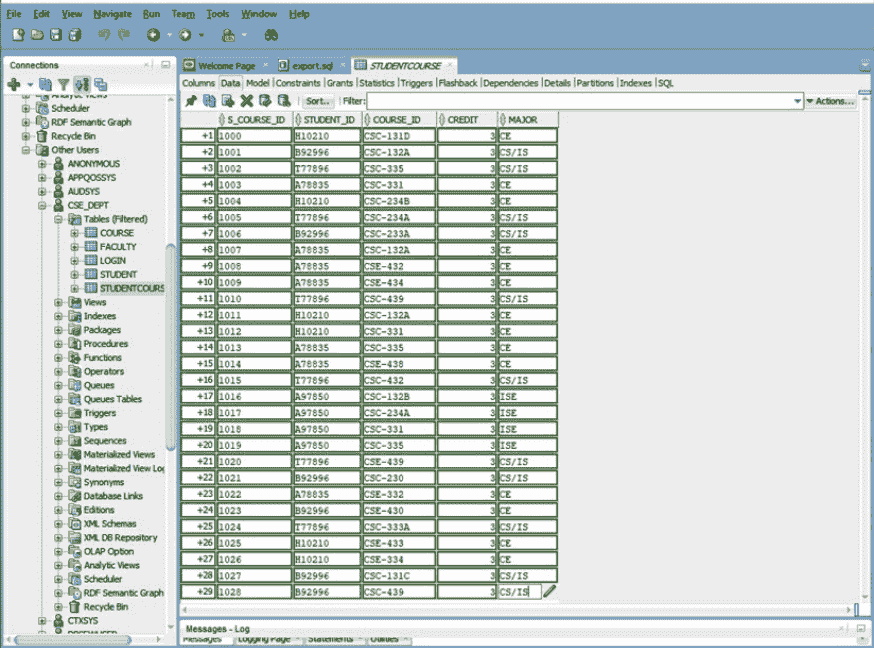 File Edit View Navigate Run Team Tools Window Help
Connections
Welcome Page export.sql STUDENTCOURSE
Columns Data Model Constraints Grants Statistics Triggers Flashback Dependencies Details Partitions Indexes SQL
Sort.. Filter: Actions...
Analytic Views
Scheduler
RDF Semantic Graph
Recycle Bin
Other Users
ANONYMOUS
APPQOSSYS
AUDSYS
CSE_DEPT
Tables (Filtered)
COURSE
FACULTY
LOGIN
STUDENT
STUDENTCOURS
Views
Indexes
Packages
Procedures
Functions
Operators
Queues
Queues Tables
Triggers
Types
Sequences
Materialized Views
Materialized View Log
Synonyms
Database Links
Editions
XML Schemas
XML DB Repository
OLAP Option
Analytic Views
Scheduler
RDF Semantic Graph
Recycle Bin
CTXSYS
S_COURSE_ID STUDENT_ID COURSE_ID CREDIT MAJOR
+1 1000 H10210 CSC-131D 3 CE
+2 1001 B92996 CSC-132A 3 CS/IS
+3 1002 T77896 CSC-335 3 CS/IS
+4 1003 A78835 CSC-331 3 CE
+5 1004 H10210 CSC-234B 3 CE
+6 1005 T77896 CSC-234A 3 CS/IS
+7 1006 B92996 CSC-233A 3 CS/IS
+8 1007 A78835 CSC-132A 3 CE
+9 1008 A78835 CSE-432 3 CE
+10 1009 A78835 CSE-434 3 CE
+11 1010 T77896 CSC-439 3 CS/IS
+12 1011 H10210 CSC-132A 3 CE
+13 1012 H10210 CSC-331 3 CE
+14 1013 A78835 CSC-335 3 CE
+15 1014 A78835 CSE-438 3 CE
+16 1015 T77896 CSC-432 3 CS/IS
+17 1016 A97850 CSC-132B 3 ISE
+18 1017 A97850 CSC-234A 3 ISE
+19 1018 A97850 CSC-331 3 ISE
+20 1019 A97850 CSC-335 3 ISE
+21 1020 T77896 CSE-439 3 CS/IS
+22 1021 B92996 CSC-230 3 CS/IS
+23 1022 A78835 CSE-332 3 CE
+24 1023 B92996 CSE-430 3 CE
+25 1024 T77896 CSC-333A 3 CS/IS
+26 1025 H10210 CSE-433 3 CE
+27 1026 H10210 CSE-334 3 CE
+28 1027 B92996 CSC-131C 3 CS/IS
+29 1028 B92996 CSC-439 3 CS/IS
Messages - Log
Messages Logging Page Statements Utilities